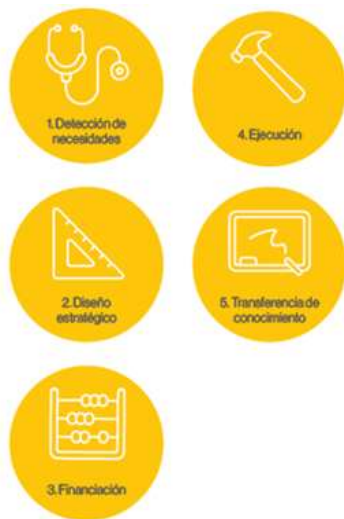 1. Detección de
necesidades
4. Ejecución
2. Diseño
estratégico
5. Transferencia de
conocimiento
3. Financiación